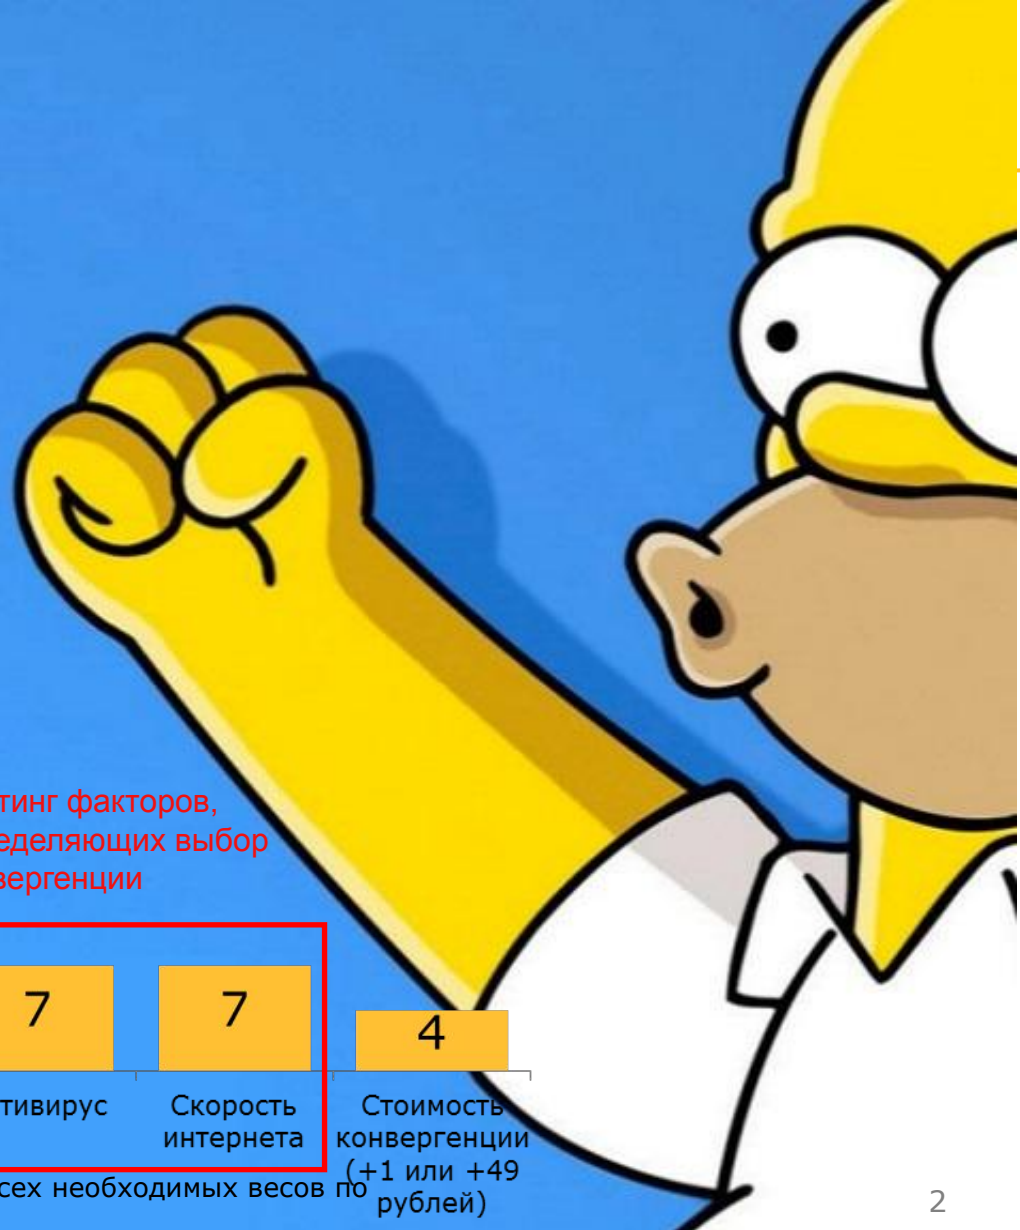 тинг факторов,
еделяющих выбор
вергенции
7
7
4
тивирус
Скорость
интернета
Стоимость
конвергенции
(+1 или +49
рублей)
сех необходимых весов по
2